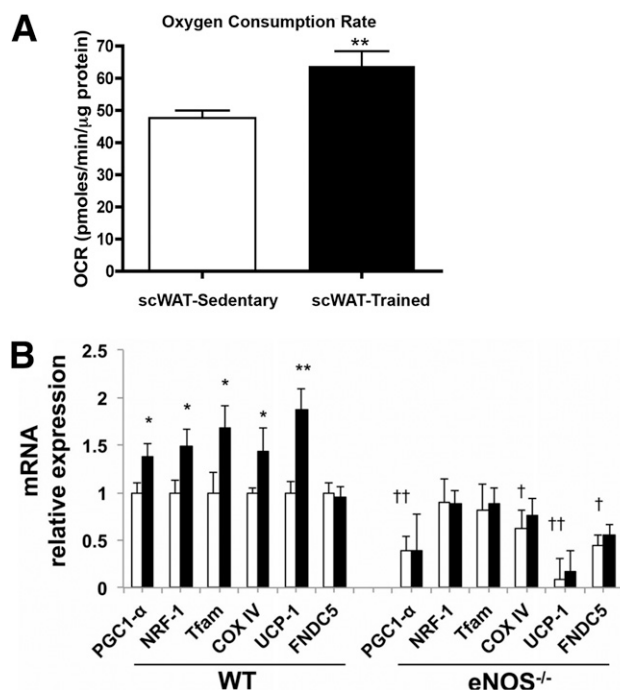 A
Oxygen Consumption Rate
**
OCR (pmoles/min/µg protein)
70
60
50
40
30
20
10
0
scWAT-Sedentary
scWAT-Trained
B
mRNA
relative expression
2.5
2
1.5
1
0.5
0
* * * * **
†† † †† †
PGC1-α NRF-1 Tfam COX IV UCP-1 FNDC5 PGC1-α NRF-1 Tfam COX IV UCP-1 FNDC5
WT eNOS-/-